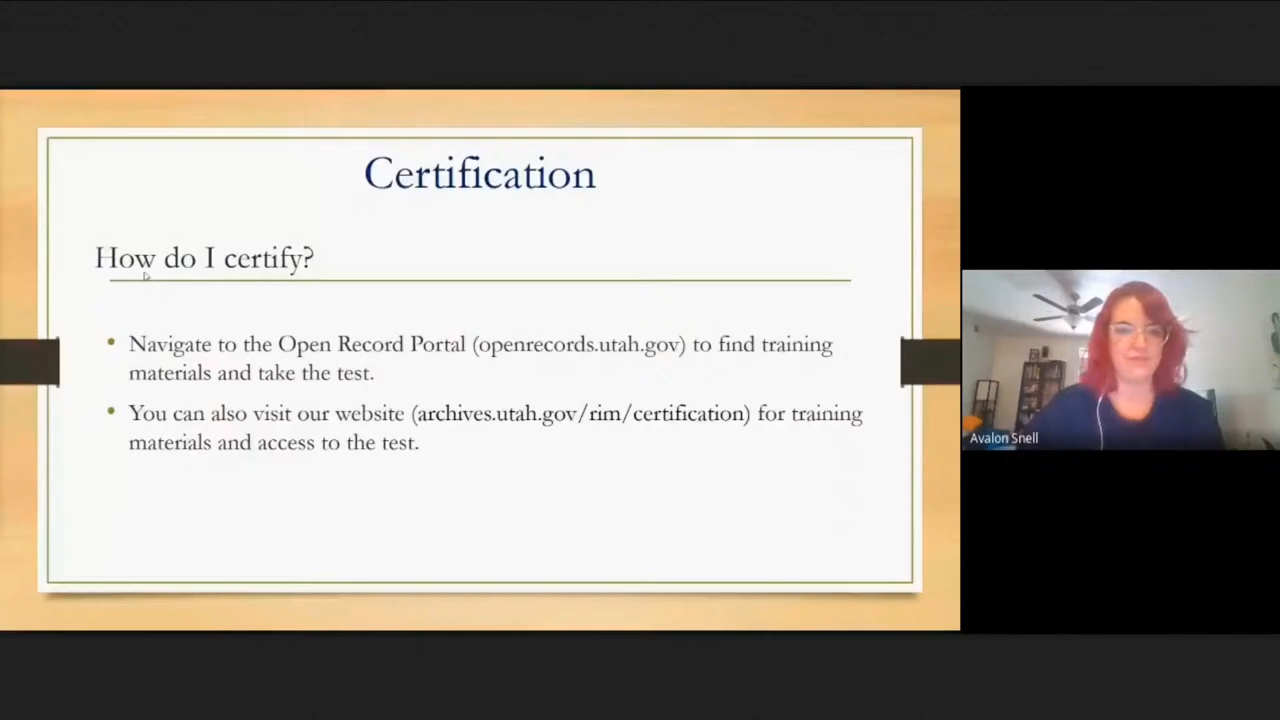 Certification
How do I certify?
• Navigate to the Open Record Portal (openrecords.utah.gov) to find training
materials and take the test.
• You can also visit our website (archives.utah.gov/rim/certification) for training
materials and access to the test.
Avalon Snell